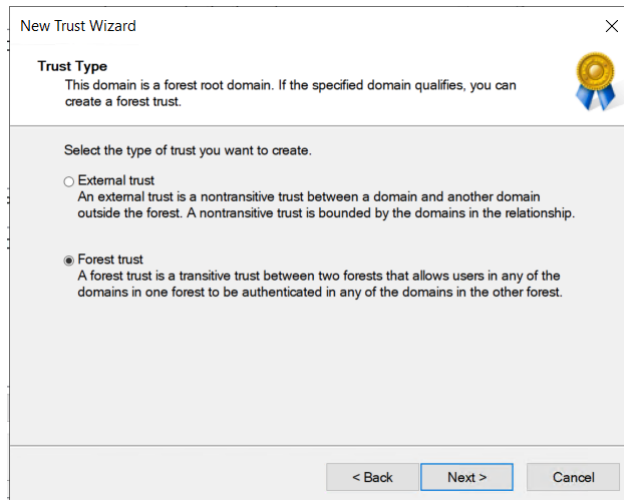 New Trust Wizard
Trust Type
This domain is a forest root domain. If the specified domain qualifies, you can
create a forest trust.
Select the type of trust you want to create.
External trust
An external trust is a nontransitive trust between a domain and another domain
outside the forest. A nontransitive trust is bounded by the domains in the relationship.
Forest trust
A forest trust is a transitive trust between two forests that allows users in any of the
domains in one forest to be authenticated in any of the domains in the other forest.
< Back
Next >
Cancel